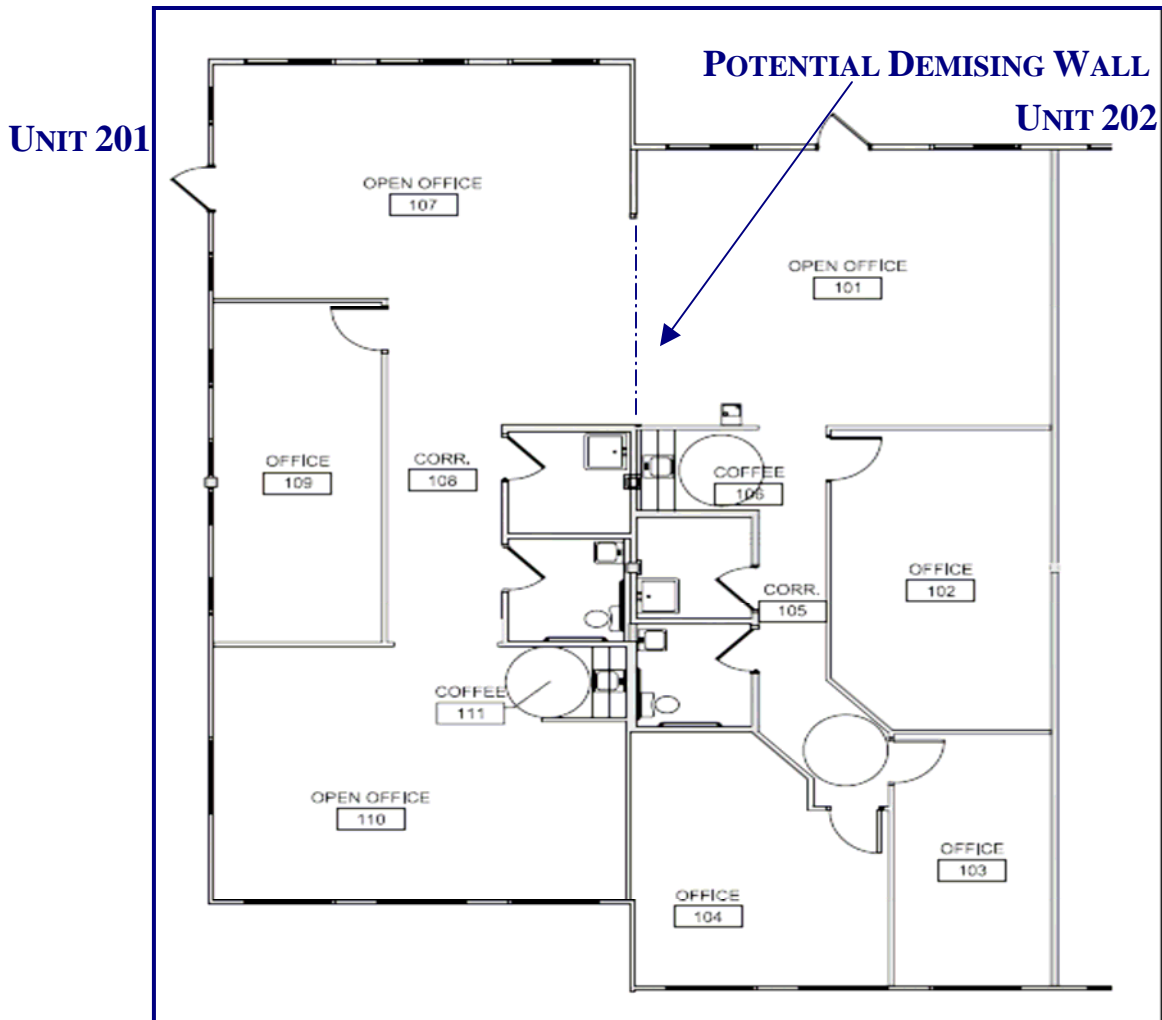 POTENTIAL DEMISING WALL
UNIT 202
UNIT 201
OPEN OFFICE
107
OPEN OFFICE
101
OFFICE
109
CORR.
108
COFFEE
106
OFFICE
102
CORR.
105
COFFEE
111
OPEN OFFICE
110
OFFICE
103
OFFICE
104